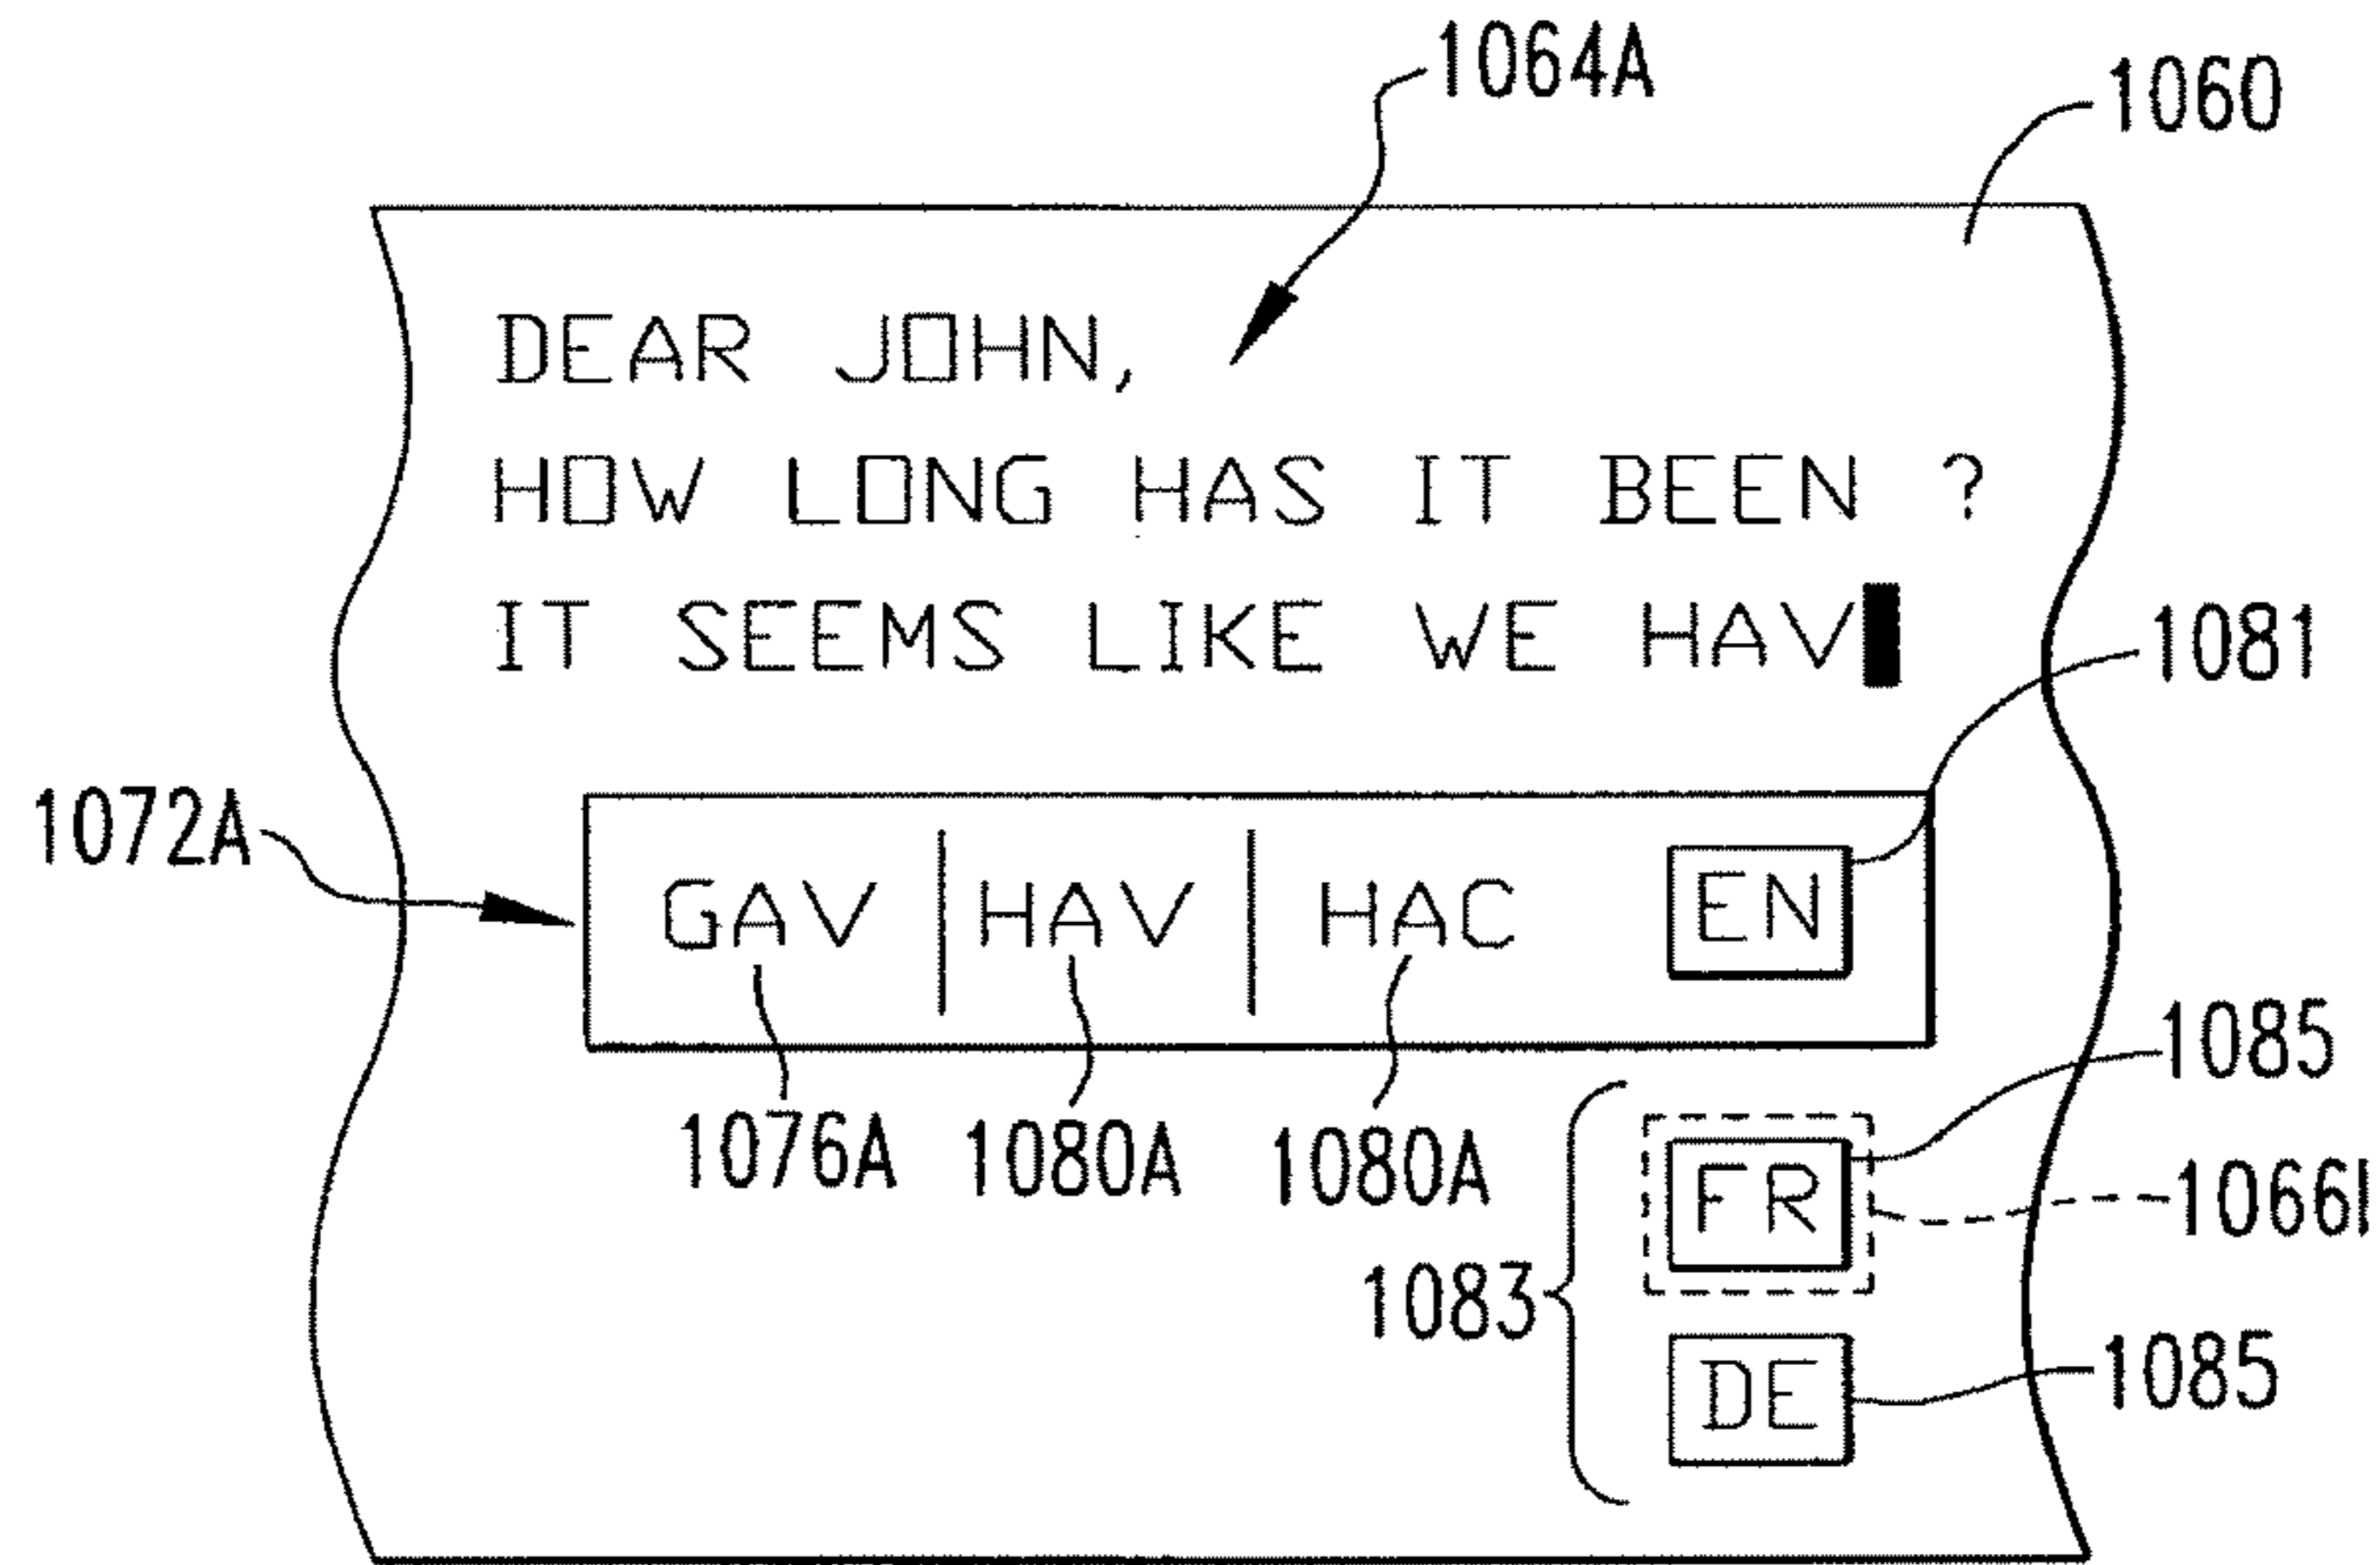 1064A
1060
DEAR JOHN,
HOW LONG HAS IT BEEN ?
IT SEEMS LIKE WE HAV
1081
1072A
GAV HAV HAC EN
1085
1076A 1080A 1080A
FR
1066I
1083
DE
1085